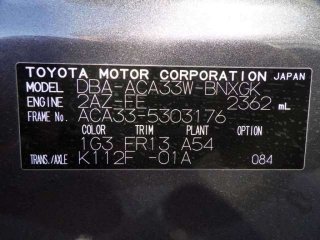 TOYOTA MOTOR CORPORATION JAPAN
MODEL DBA-ACA33W-BNXGK
ENGINE 2AZ-FE 2362 mL
FRAME No. ACA33-5303176
COLOR TRIM PLANT OPTION
1G3 FR13 A54
TRANS./AXLE K112F -01A 084